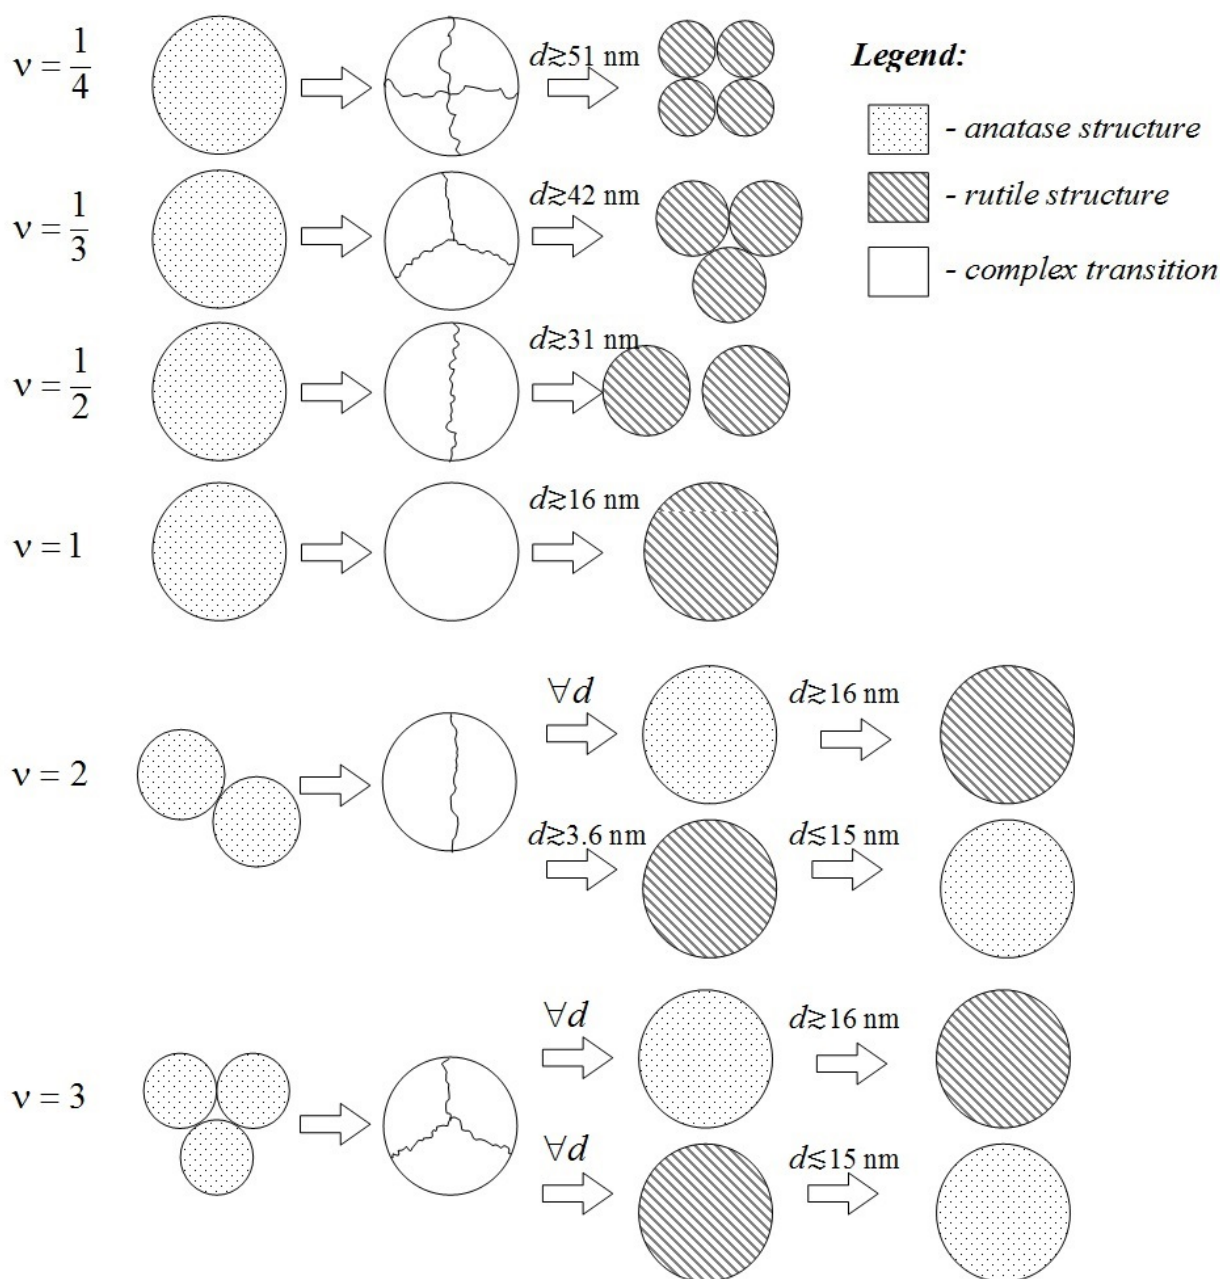 ν = 1/4
d≳51 nm
Legend:
- anatase structure
- rutile structure
- complex transition
ν = 1/3
d≳42 nm
ν = 1/2
d≳31 nm
ν = 1
d≳16 nm
ν = 2
∀d
d≳16 nm
d≳3.6 nm
d≲15 nm
ν = 3
∀d
d≳16 nm
∀d
d≲15 nm